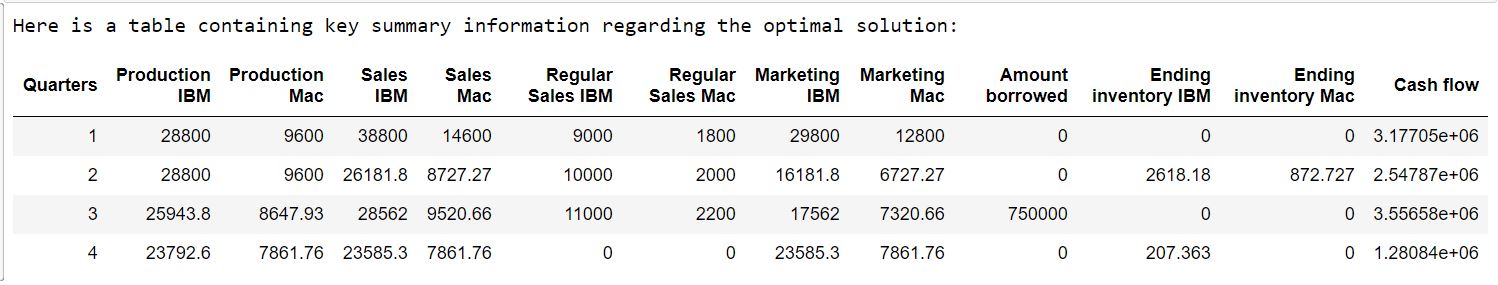 Here is a table containing key summary information regarding the optimal solution:
Quarters Production IBM Production Mac Sales IBM Sales Mac Regular Sales IBM Regular Sales Mac Marketing IBM Marketing Mac Amount borrowed Ending inventory IBM Ending inventory Mac Cash flow
1 28800 9600 38800 14600 9000 1800 29800 12800 0 0 0 3.17705e+06
2 28800 9600 26181.8 8727.27 10000 2000 16181.8 6727.27 0 2618.18 872.727 2.54787e+06
3 25943.8 8647.93 28562 9520.66 11000 2200 17562 7320.66 750000 0 0 3.55658e+06
4 23792.6 7861.76 23585.3 7861.76 0 0 23585.3 7861.76 0 207.363 0 1.28084e+06